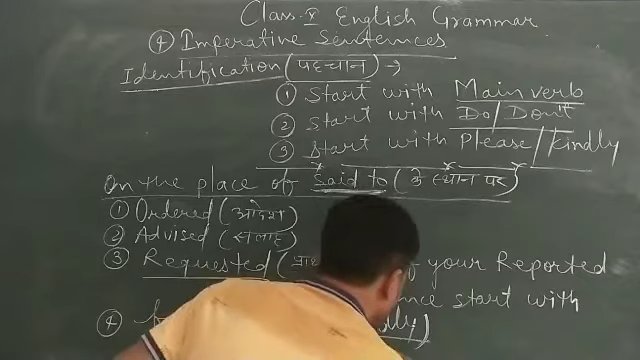 Class-X English Grammar
④ Imperative Sentences
Identification (पहचान) →
① Start with Main verb
② Start with Do/Don't
③ Start with Please/Kindly
On the place of Said to (के स्थान पर)
① Ordered (आदेश)
② Advised (सलाह)
③ Requested ( your Reported
start with
④